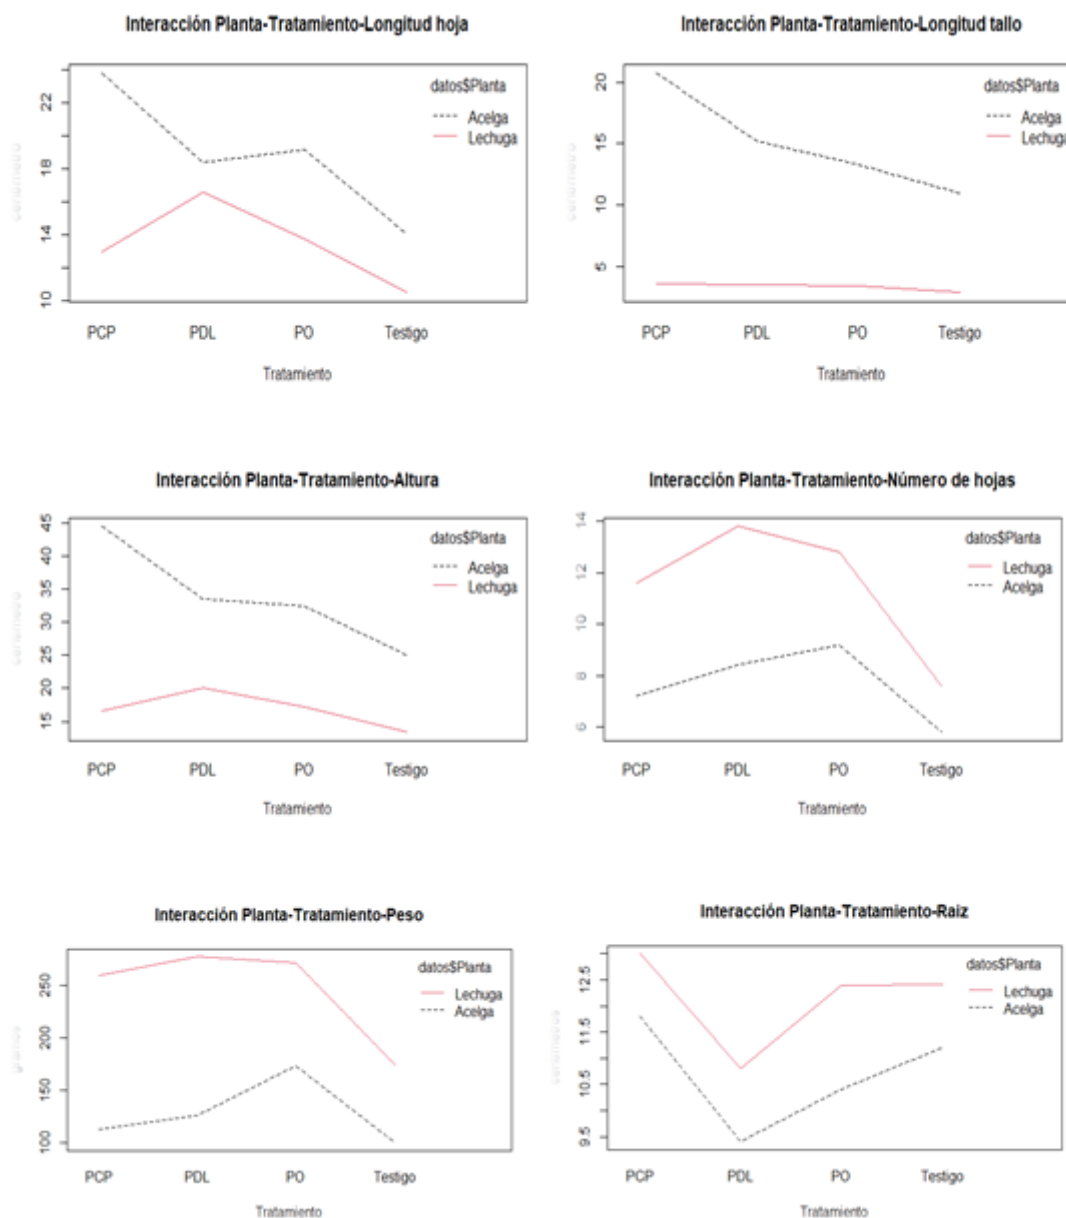 Interacción Planta-Tratamiento-Longitud hoja
datos$Planta
Acelga
Lechuga
22
18
14
10
PCP PDL PO Testigo
Tratamiento
Interacción Planta-Tratamiento-Longitud tallo
datos$Planta
Acelga
Lechuga
20
15
10
5
PCP PDL PO Testigo
Tratamiento
Interacción Planta-Tratamiento-Altura
datos$Planta
Acelga
Lechuga
45
40
35
30
25
20
15
PCP PDL PO Testigo
Tratamiento
Interacción Planta-Tratamiento-Número de hojas
datos$Planta
Lechuga
Acelga
14
12
10
8
6
PCP PDL PO Testigo
Tratamiento
Interacción Planta-Tratamiento-Peso
datos$Planta
Lechuga
Acelga
250
200
150
100
PCP PDL PO Testigo
Tratamiento
Interacción Planta-Tratamiento-Raiz
datos$Planta
Lechuga
Acelga
12.5
11.5
10.5
9.5
PCP PDL PO Testigo
Tratamiento